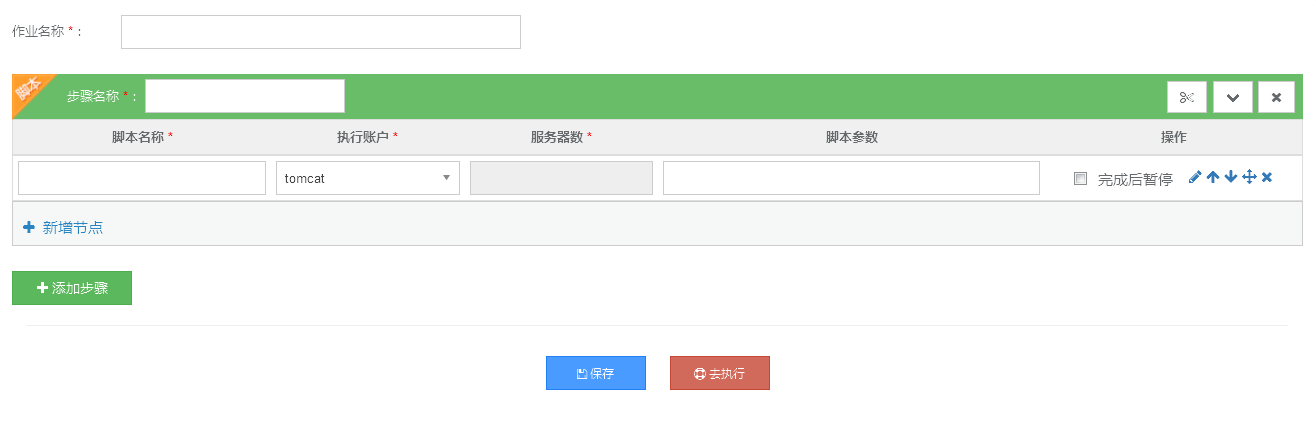 作业名称 * :
脚本
步骤名称 * :
脚本名称 * 执行账户 * 服务器数 * 脚本参数 操作
tomcat 完成后暂停
新增节点
添加步骤
保存 去执行